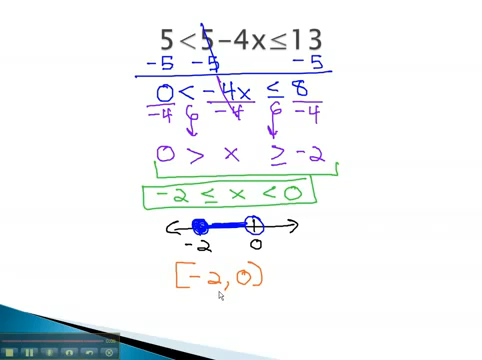 5 < 5 - 4x ≤ 13
-5 -5 -5
0 < -4x ≤ 8
-4 -4 -4
0 > x ≥ -2
-2 ≤ x < 0
-2 0
[-2, 0)